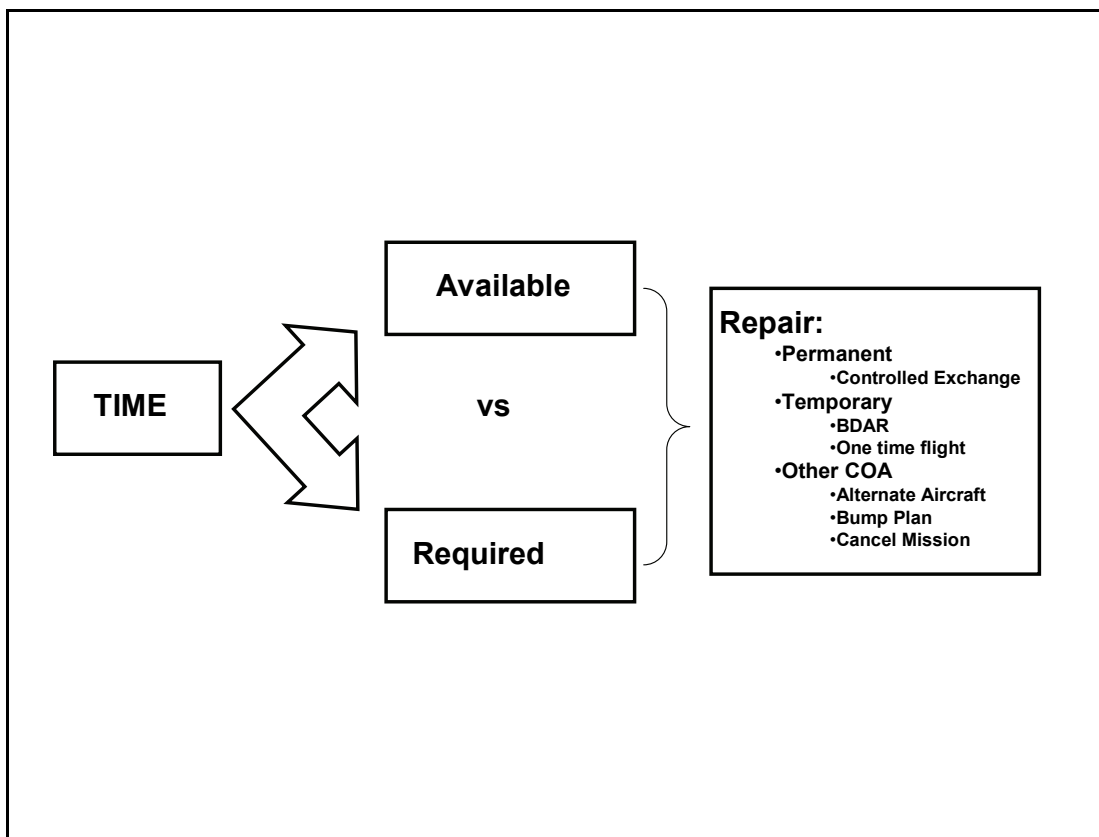 TIME
Available
vs
Required
Repair:
•Permanent
•Controlled Exchange
•Temporary
•BDAR
•One time flight
•Other COA
•Alternate Aircraft
•Bump Plan
•Cancel Mission